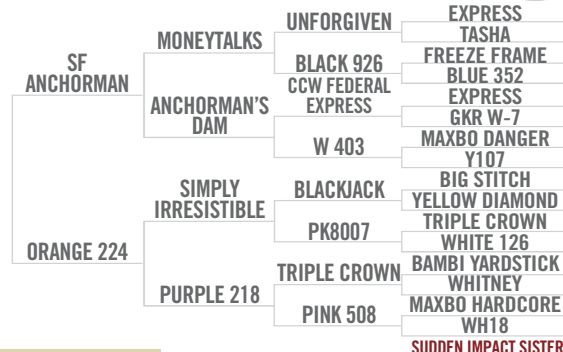 SF
ANCHORMAN
ORANGE 224
MONEYTALKS
ANCHORMAN'S
DAM
SIMPLY
IRRESISTIBLE
PURPLE 218
UNFORGIVEN
BLACK 926
CCW FEDERAL
EXPRESS
W 403
BLACKJACK
PK8007
TRIPLE CROWN
PINK 508
EXPRESS
TASHA
FREEZE FRAME
BLUE 352
EXPRESS
GKR W-7
MAXBO DANGER
Y107
BIG STITCH
YELLOW DIAMOND
TRIPLE CROWN
WHITE 126
BAMBI YARDSTICK
WHITNEY
MAXBO HARDCORE
WH18
SUDDEN IMPACT SISTER